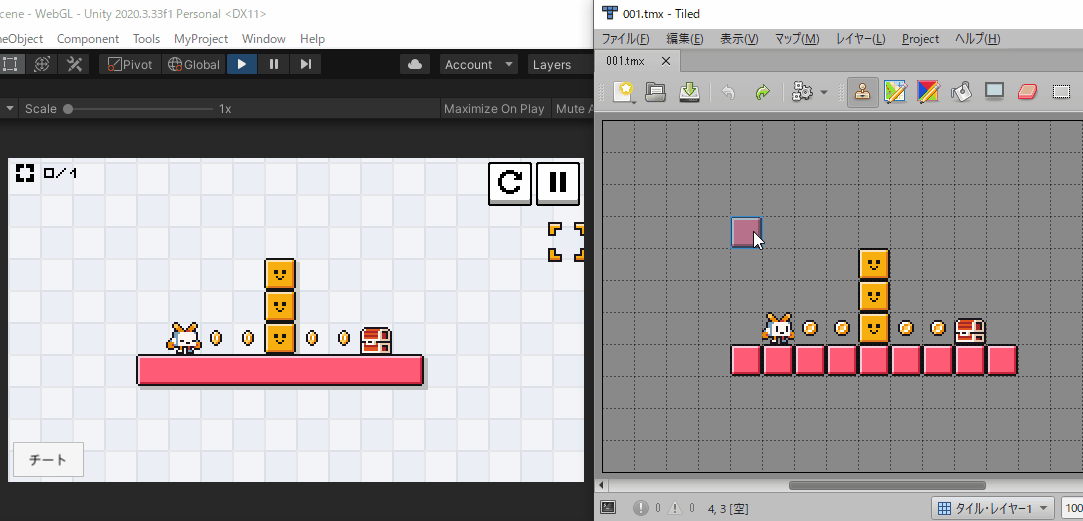 cene - WebGL - Unity 2020.3.33f1 Personal <DX11>
eObject Component Tools MyProject Window Help
Pivot Global Account Layers
Scale 1x Maximize On Play Mute A
0/1
チート
001.tmx - Tiled
ファイル(F) 編集(E) 表示(V) マップ(M) レイヤー(L) Project ヘルプ(H)
001.tmx
0 0 4, 3 [空] タイル・レイヤー1 100